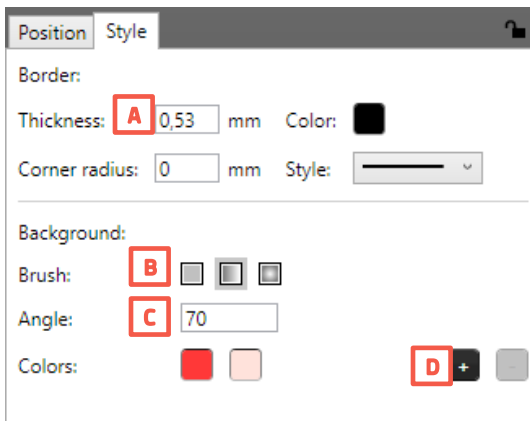 Position Style
Border:
Thickness: A 0,53 mm Color:
Corner radius: 0 mm Style:
Background:
Brush: B
Angle: C 70
Colors: D + -